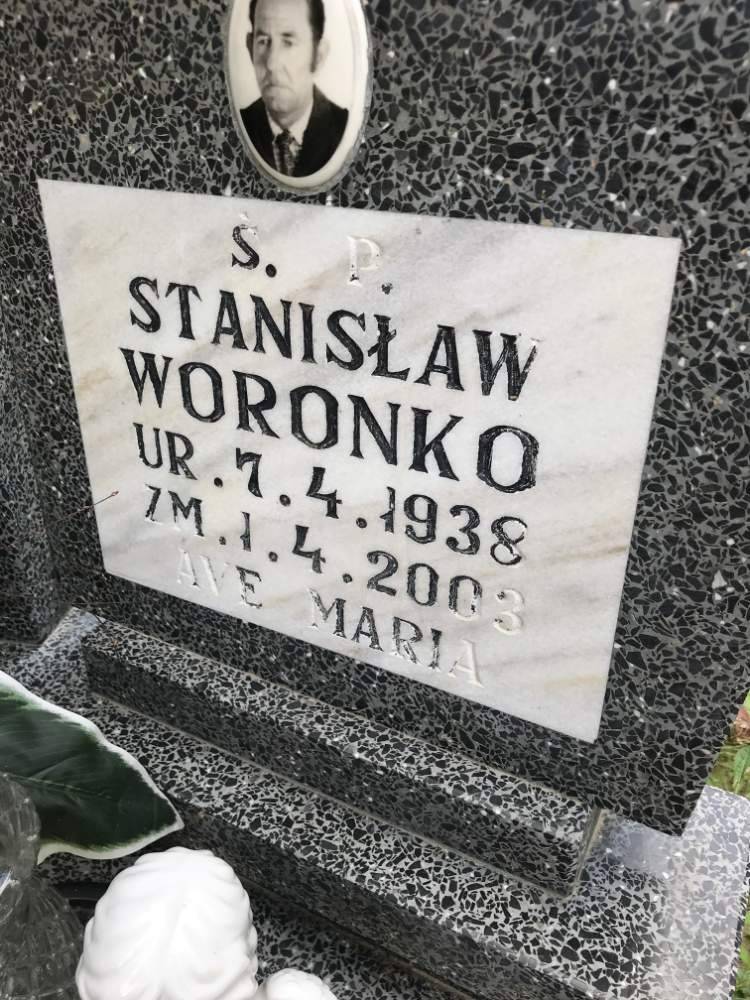 Ś. P.
STANISŁAW
WORONKO
UR. 7. 4. 1938
ZM. 1. 4. 2003
AVE MARIA